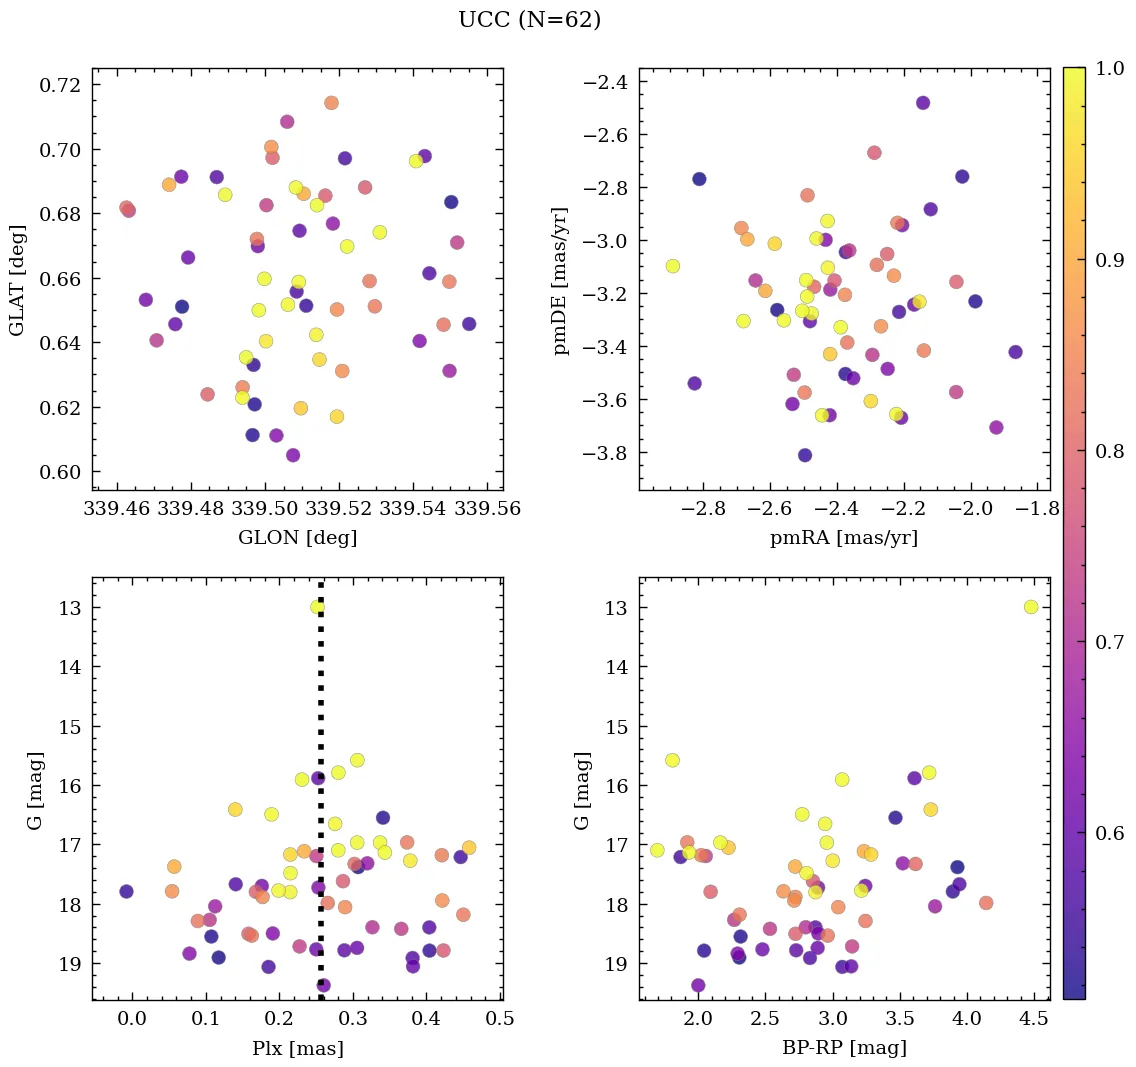 UCC (N=62)
0.72
0.70
0.68
0.66
0.64
0.62
0.60
GLAT [deg]
339.46 339.48 339.50 339.52 339.54 339.56
GLON [deg]
−2.4
−2.6
−2.8
−3.0
−3.2
−3.4
−3.6
−3.8
pmDE [mas/yr]
−2.8 −2.6 −2.4 −2.2 −2.0 −1.8
pmRA [mas/yr]
1.0
0.9
0.8
0.7
0.6
13
14
15
16
17
18
19
G [mag]
0.0 0.1 0.2 0.3 0.4 0.5
Plx [mas]
13
14
15
16
17
18
19
G [mag]
2.0 2.5 3.0 3.5 4.0 4.5
BP-RP [mag]